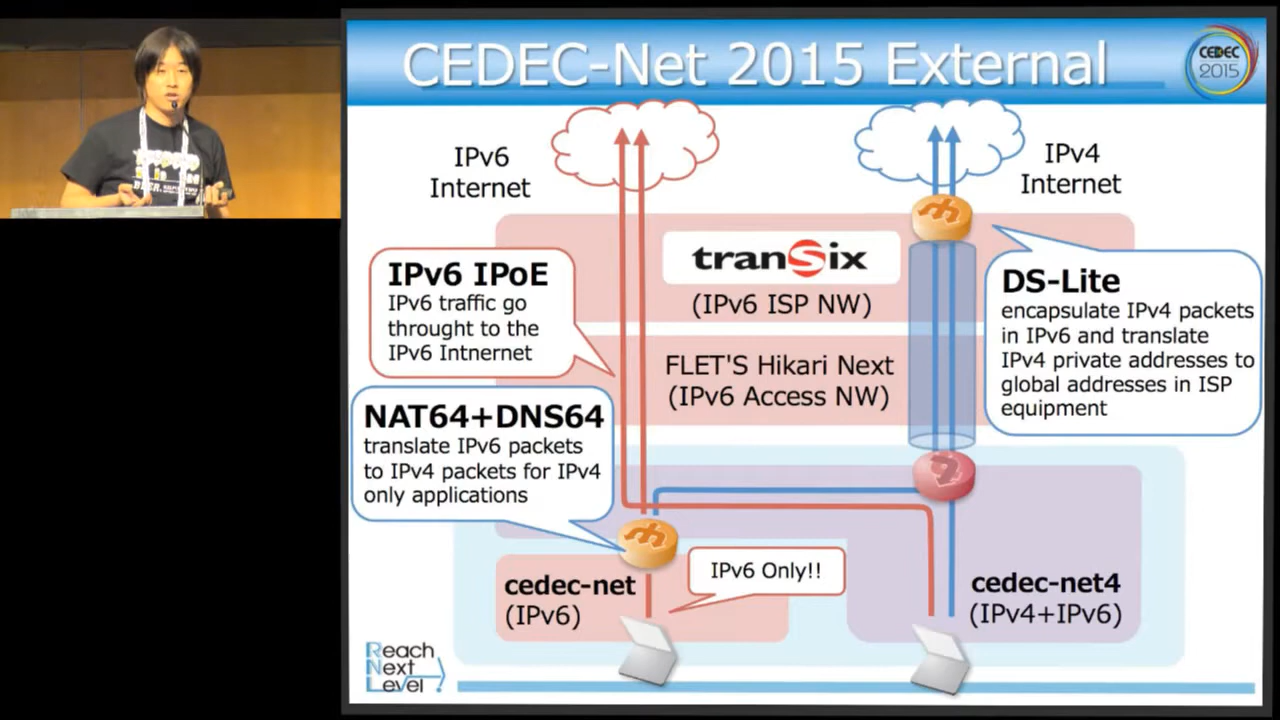 CEDEC-Net 2015 External
CEDEC
2015
IPv6
Internet
IPv4
Internet
tranSix
(IPv6 ISP NW)
IPv6 IPoE
IPv6 traffic go
throught to the
IPv6 Intnernet
DS-Lite
encapsulate IPv4 packets
in IPv6 and translate
IPv4 private addresses to
global addresses in ISP
equipment
FLET'S Hikari Next
(IPv6 Access NW)
NAT64+DNS64
translate IPv6 packets
to IPv4 packets for IPv4
only applications
IPv6 Only!!
cedec-net
(IPv6)
cedec-net4
(IPv4+IPv6)
Reach
Next
Level